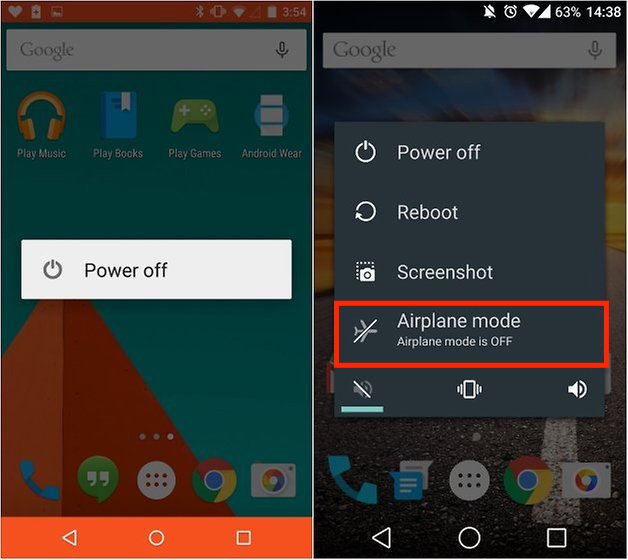 3:54
Google
Play Music
Play Books
Play Games
Android Wear
Power off
63% 14:38
Google
Power off
Reboot
Screenshot
Airplane mode
Airplane mode is OFF